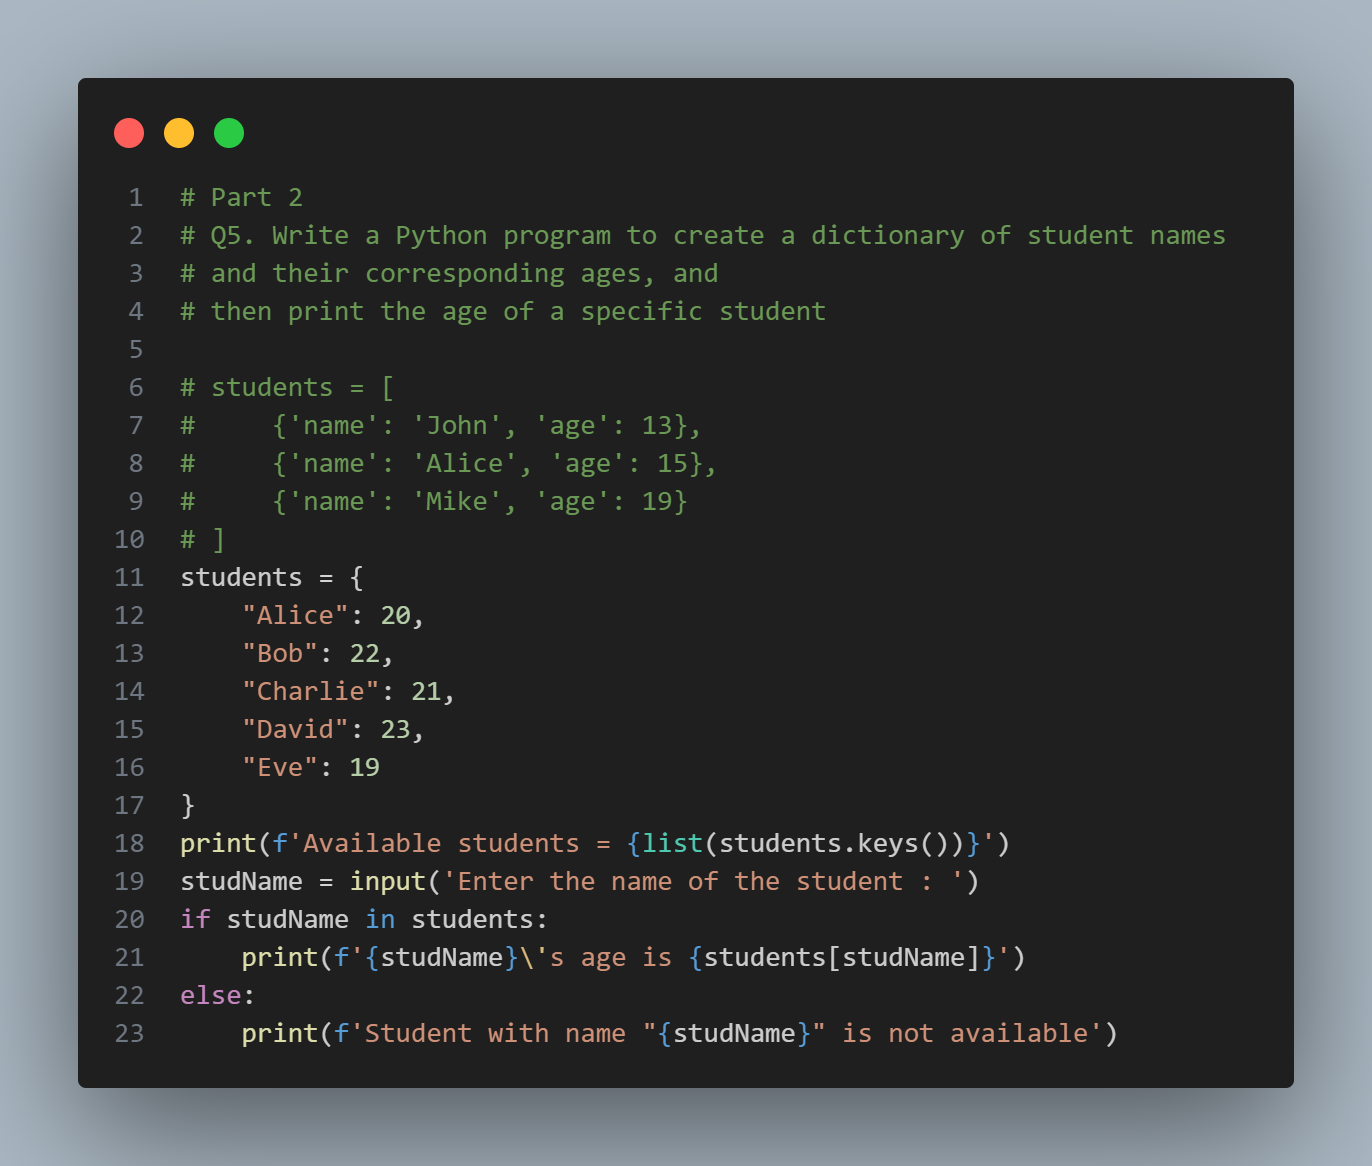 1 # Part 2
2 # Q5. Write a Python program to create a dictionary of student names
3 # and their corresponding ages, and
4 # then print the age of a specific student
5
6 # students = [
7 #     {'name': 'John', 'age': 13},
8 #     {'name': 'Alice', 'age': 15},
9 #     {'name': 'Mike', 'age': 19}
10 # ]
11 students = {
12     "Alice": 20,
13     "Bob": 22,
14     "Charlie": 21,
15     "David": 23,
16     "Eve": 19
17 }
18 print(f'Available students = {list(students.keys())}')
19 studName = input('Enter the name of the student : ')
20 if studName in students:
21     print(f'{studName}\'s age is {students[studName]}')
22 else:
23     print(f'Student with name "{studName}" is not available')